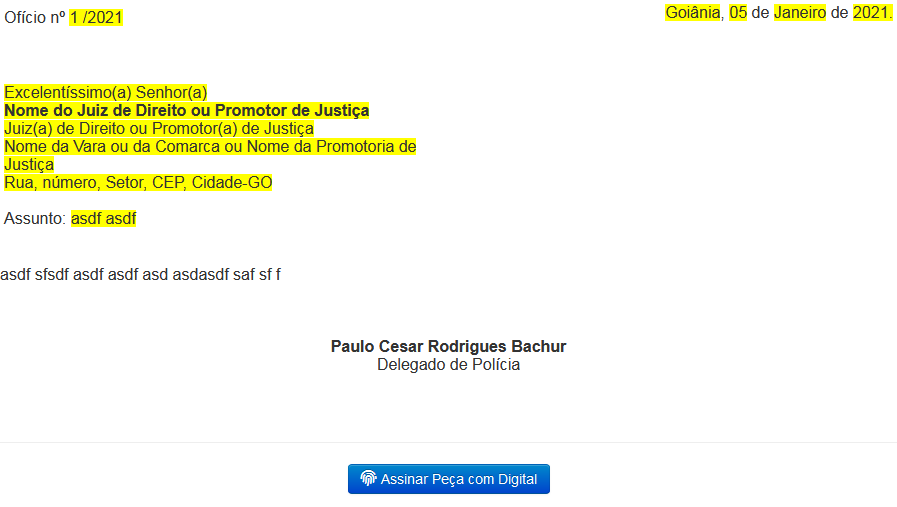 Ofício nº 1 /2021
Goiânia, 05 de Janeiro de 2021.
Excelentíssimo(a) Senhor(a)
Nome do Juiz de Direito ou Promotor de Justiça
Juiz(a) de Direito ou Promotor(a) de Justiça
Nome da Vara ou da Comarca ou Nome da Promotoria de
Justiça
Rua, número, Setor, CEP, Cidade-GO
Assunto: asdf asdf
asdf sfsdf asdf asdf asd asdasdf saf sf f
Paulo Cesar Rodrigues Bachur
Delegado de Polícia
Assinar Peça com Digital